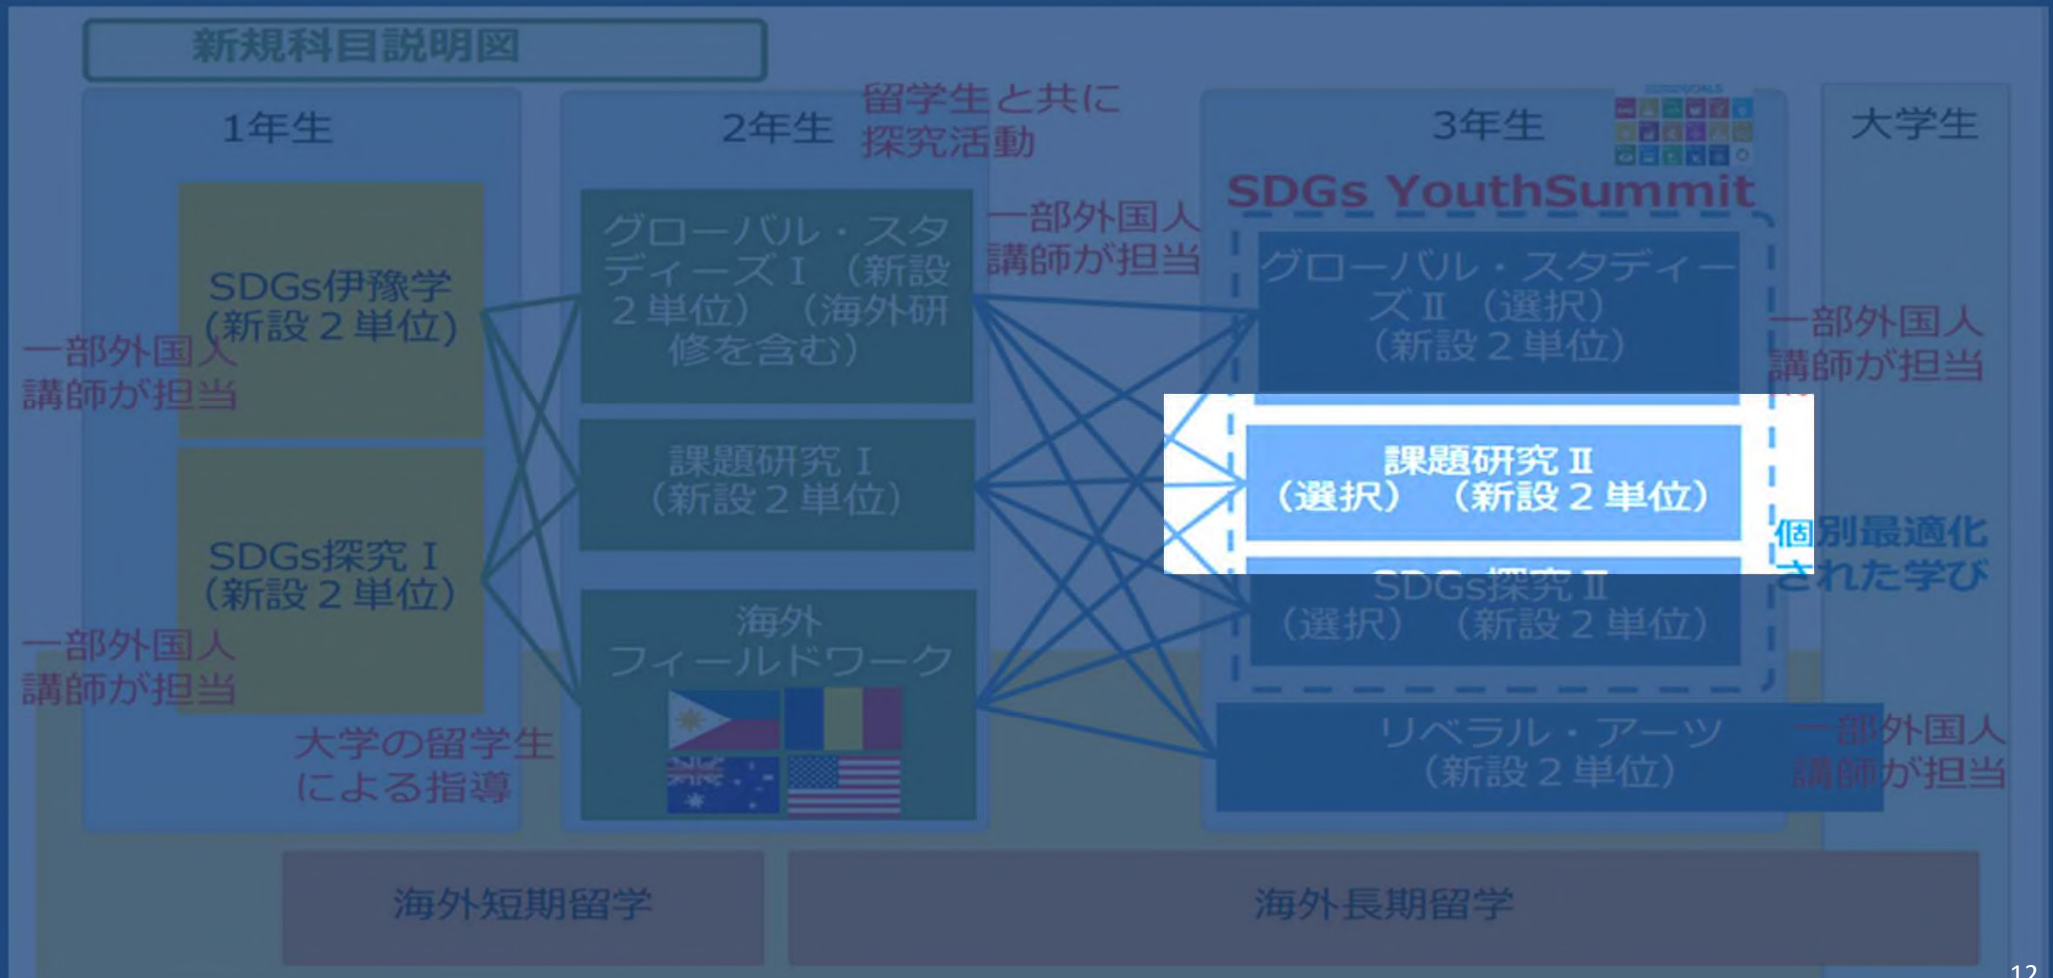 新規科目説明図
1年生
SDGs伊豫学
(新設２単位)
一部外国人
講師が担当
SDGs探究Ⅰ
（新設２単位）
一部外国人
講師が担当
大学の留学生
による指導
2年生
留学生と共に
探究活動
グローバル・スタ
ディーズⅠ（新設
２単位）（海外研
修を含む）
一部外国人
講師が担当
課題研究Ⅰ
（新設２単位）
海外
フィールドワーク
3年生
SDGs YouthSummit
グローバル・スタディー
ズⅡ（選択）
（新設２単位）
一部外国人
講師が担当
課題研究Ⅱ
（選択）（新設２単位）
個別最適化
された学び
SDGs探究Ⅱ
（選択）（新設２単位）
リベラル・アーツ
（新設２単位）
一部外国人
講師が担当
大学生
海外短期留学
海外長期留学
12